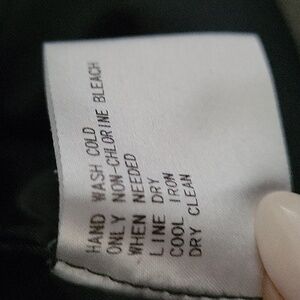 HAND WASH COLD
ONLY NON-CHLORINE BLEACH
WHEN NEEDED
LINE DRY
COOL IRON
DRY CLEAN